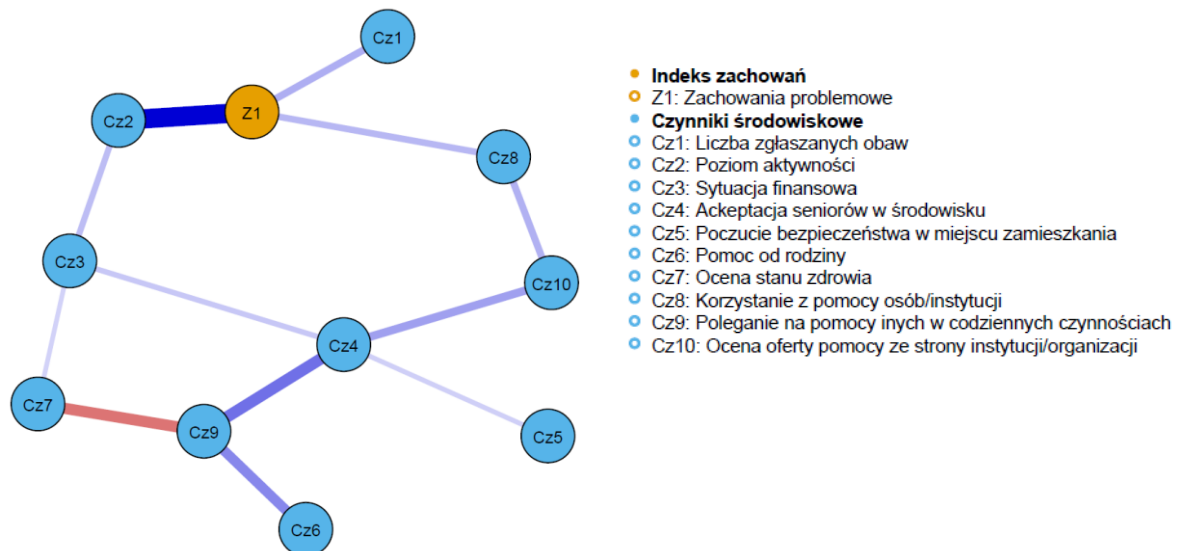 Cz1
Z1
Cz2
Cz8
Cz3
Cz10
Cz4
Cz7
Cz9
Cz5
Cz6
Indeks zachowań
Z1: Zachowania problemowe
Czynniki środowiskowe
Cz1: Liczba zgłaszanych obaw
Cz2: Poziom aktywności
Cz3: Sytuacja finansowa
Cz4: Ackeptacja seniorów w środowisku
Cz5: Poczucie bezpieczeństwa w miejscu zamieszkania
Cz6: Pomoc od rodziny
Cz7: Ocena stanu zdrowia
Cz8: Korzystanie z pomocy osób/instytucji
Cz9: Poleganie na pomocy inych w codziennych czynnościach
Cz10: Ocena oferty pomocy ze strony instytucji/organizacji